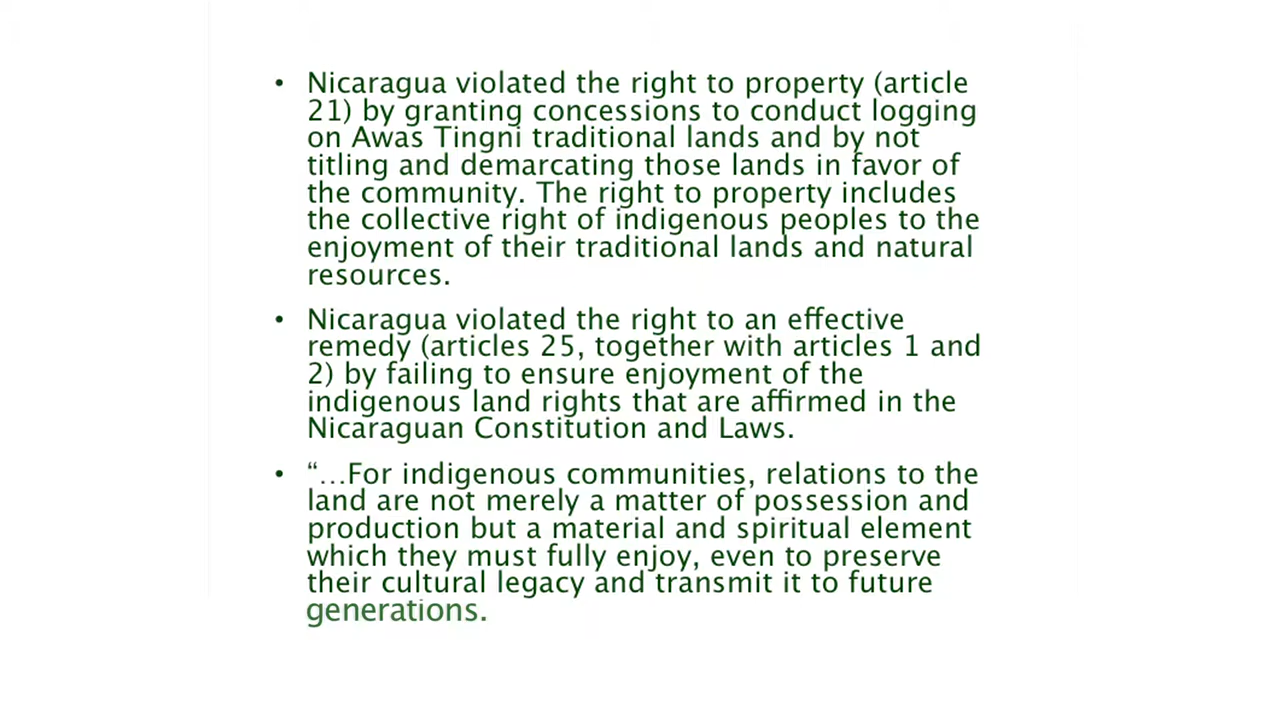 • Nicaragua violated the right to property (article
21) by granting concessions to conduct logging
on Awas Tingni traditional lands and by not
titling and demarcating those lands in favor of
the community. The right to property includes
the collective right of indigenous peoples to the
enjoyment of their traditional lands and natural
resources.
• Nicaragua violated the right to an effective
remedy (articles 25, together with articles 1 and
2) by failing to ensure enjoyment of the
indigenous land rights that are affirmed in the
Nicaraguan Constitution and Laws.
• “…For indigenous communities, relations to the
land are not merely a matter of possession and
production but a material and spiritual element
which they must fully enjoy, even to preserve
their cultural legacy and transmit it to future
generations.